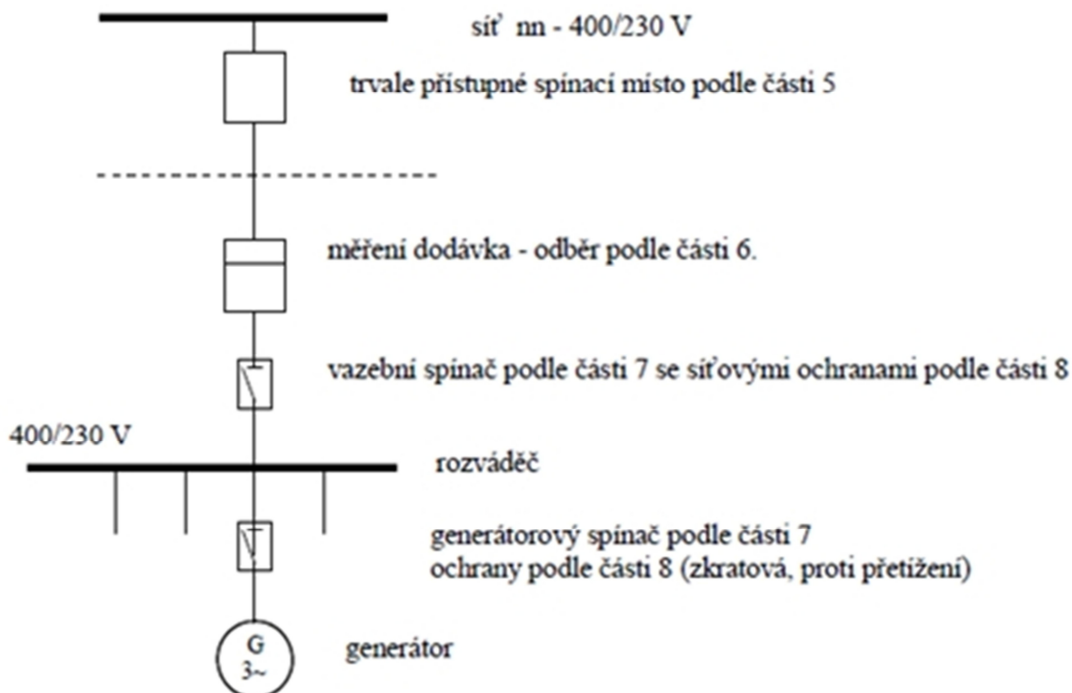 síť nn - 400/230 V
trvale přístupné spínací místo podle části 5
měření dodávka - odběr podle části 6.
vazební spínač podle části 7 se síťovými ochranami podle části 8
400/230 V
rozváděč
generátorový spínač podle části 7
ochrany podle části 8 (zkratová, proti přetížení)
G
3~
generátor